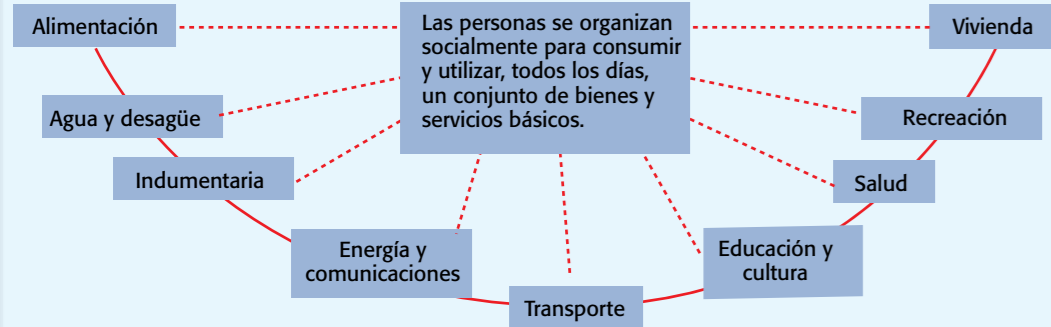 Alimentación
Las personas se organizan
socialmente para consumir
y utilizar, todos los días,
un conjunto de bienes y
servicios básicos.
Vivienda
Agua y desagüe
Recreación
Indumentaria
Salud
Energía y
comunicaciones
Educación y
cultura
Transporte